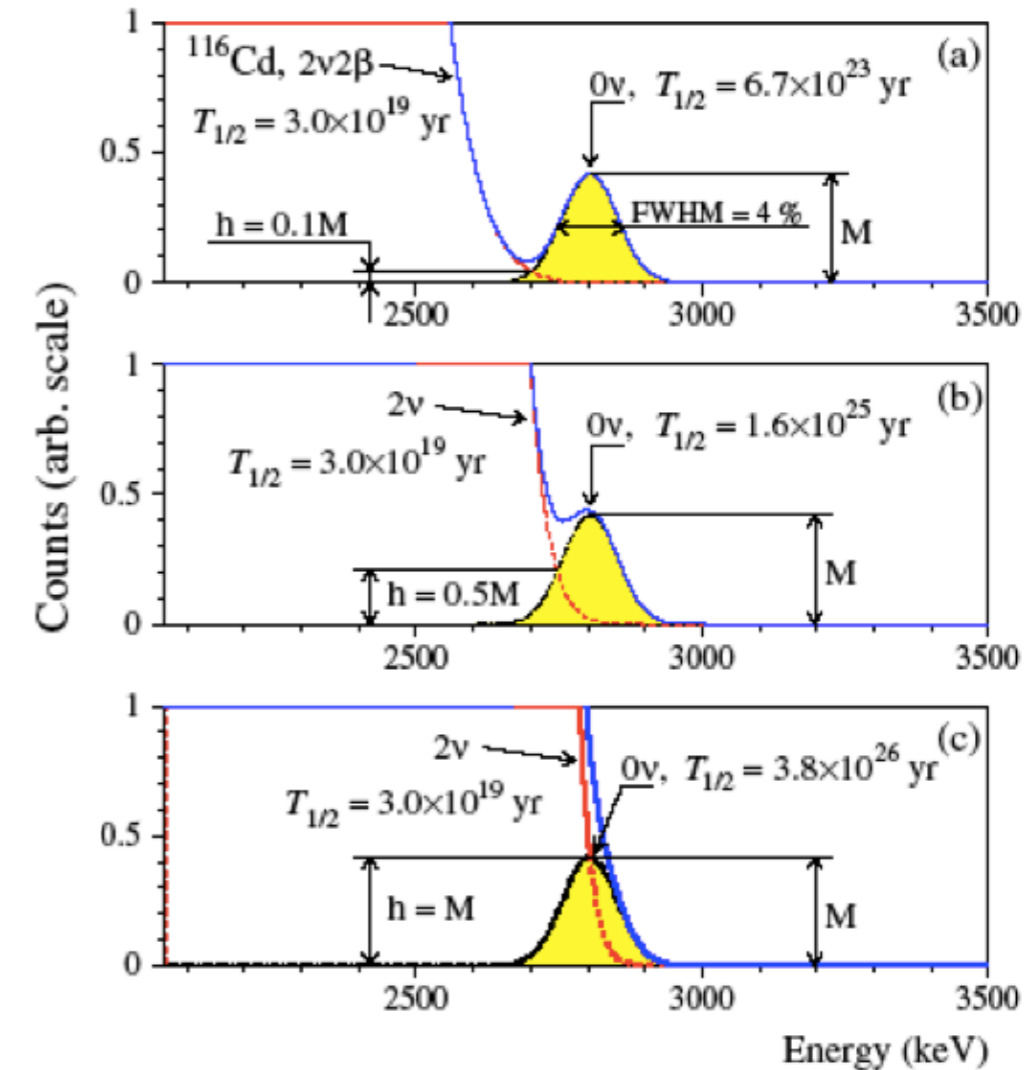 Counts (arb. scale)
1
0.5
0
(a)
¹¹⁶Cd, 2ν2β
T₁/₂ = 3.0×10¹⁹ yr
0ν, T₁/₂ = 6.7×10²³ yr
h = 0.1M
FWHM = 4 %
M
2500 3000 3500
1
0.5
0
(b)
2ν
T₁/₂ = 3.0×10¹⁹ yr
0ν, T₁/₂ = 1.6×10²⁵ yr
h = 0.5M
M
2500 3000 3500
1
0.5
0
(c)
2ν
T₁/₂ = 3.0×10¹⁹ yr
0ν, T₁/₂ = 3.8×10²⁶ yr
h = M
M
2500 3000 3500
Energy (keV)